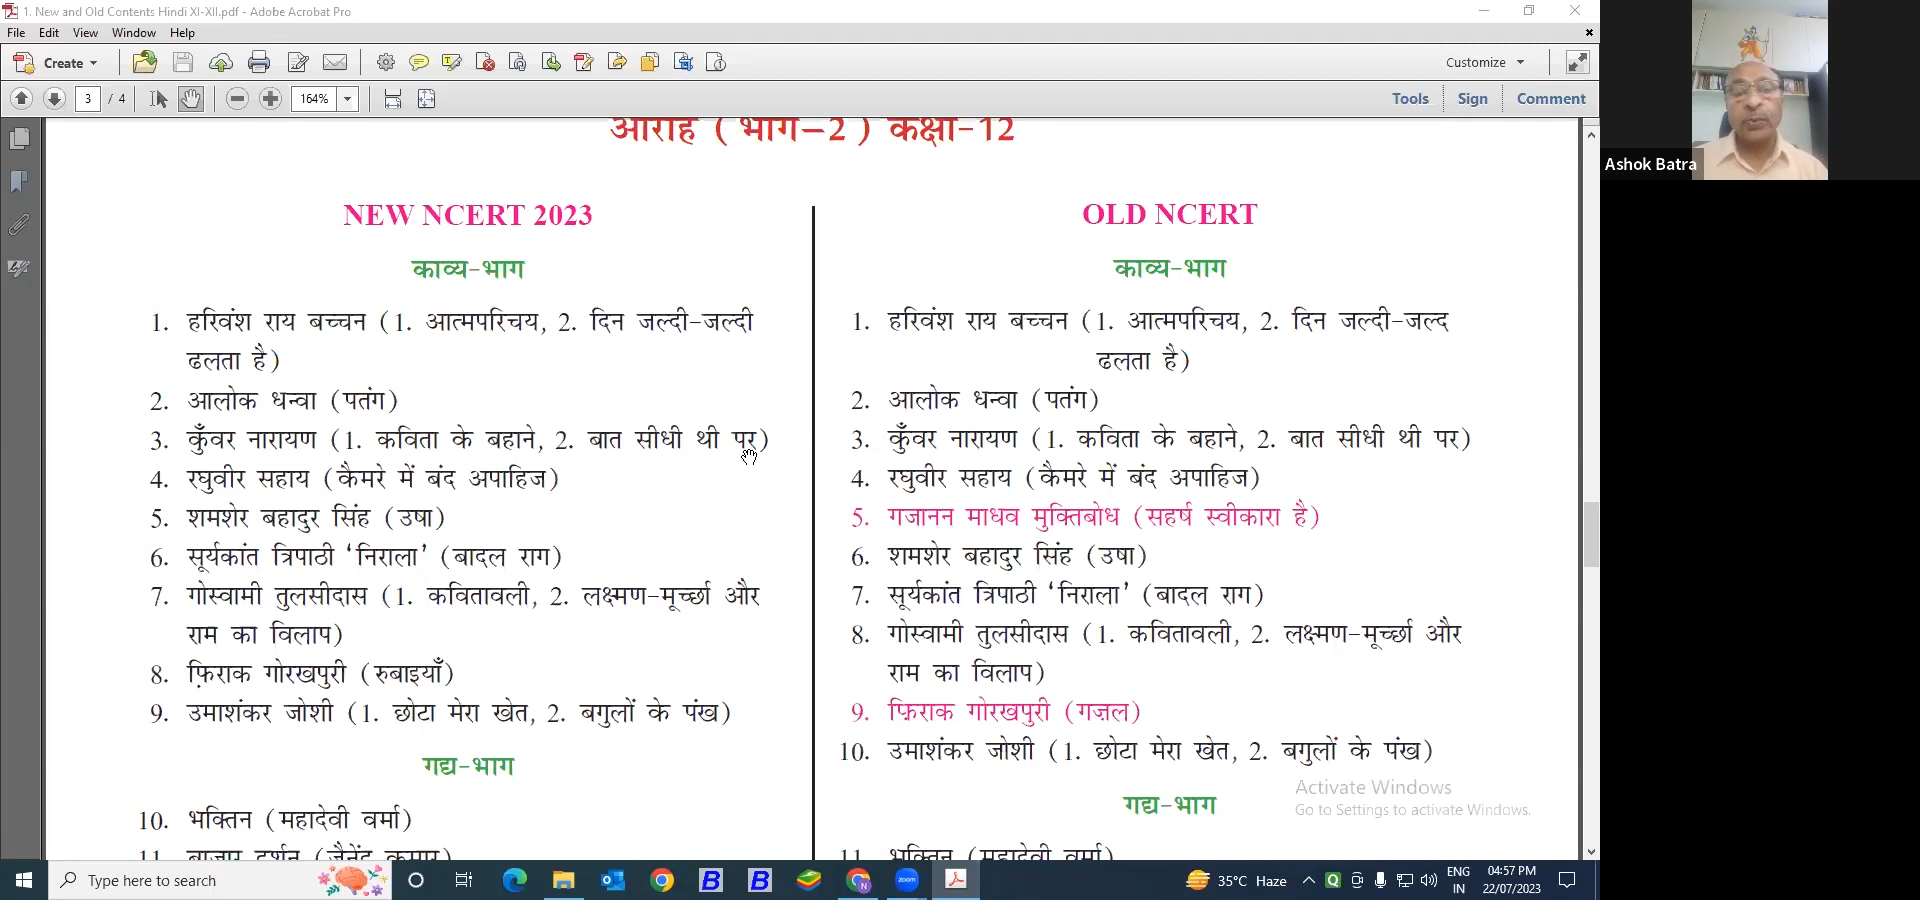 1. New and Old Contents Hindi XI-XII.pdf - Adobe Acrobat Pro
File Edit View Window Help
Create
Customize
3 / 4
164%
Tools Sign Comment
आरोह ( भाग–2 ) कक्षा-12
NEW NCERT 2023
काव्य-भाग
1. हरिवंश राय बच्चन (1. आत्मपरिचय, 2. दिन जल्दी-जल्दी
ढलता है)
2. आलोक धन्वा (पतंग)
3. कुँवर नारायण (1. कविता के बहाने, 2. बात सीधी थी पर)
4. रघुवीर सहाय (कैमरे में बंद अपाहिज)
5. शमशेर बहादुर सिंह (उषा)
6. सूर्यकांत त्रिपाठी ‘निराला’ (बादल राग)
7. गोस्वामी तुलसीदास (1. कवितावली, 2. लक्ष्मण-मूर्च्छा और
राम का विलाप)
8. फ़िराक गोरखपुरी (रुबाइयाँ)
9. उमाशंकर जोशी (1. छोटा मेरा खेत, 2. बगुलों के पंख)
गद्य-भाग
10. भक्तिन (महादेवी वर्मा)
11. बाज़ार दर्शन (जैनेंद्र कुमार)
OLD NCERT
काव्य-भाग
1. हरिवंश राय बच्चन (1. आत्मपरिचय, 2. दिन जल्दी-जल्द
ढलता है)
2. आलोक धन्वा (पतंग)
3. कुँवर नारायण (1. कविता के बहाने, 2. बात सीधी थी पर)
4. रघुवीर सहाय (कैमरे में बंद अपाहिज)
5. गजानन माधव मुक्तिबोध (सहर्ष स्वीकारा है)
6. शमशेर बहादुर सिंह (उषा)
7. सूर्यकांत त्रिपाठी ‘निराला’ (बादल राग)
8. गोस्वामी तुलसीदास (1. कवितावली, 2. लक्ष्मण-मूर्च्छा और
राम का विलाप)
9. फ़िराक गोरखपुरी (गज़ल)
10. उमाशंकर जोशी (1. छोटा मेरा खेत, 2. बगुलों के पंख)
गद्य-भाग
11. भक्तिन (महादेवी वर्मा)
Activate Windows
Go to Settings to activate Windows.
Ashok Batra
Type here to search
zoom
35°C Haze
ENG
IN
04:57 PM
22/07/2023